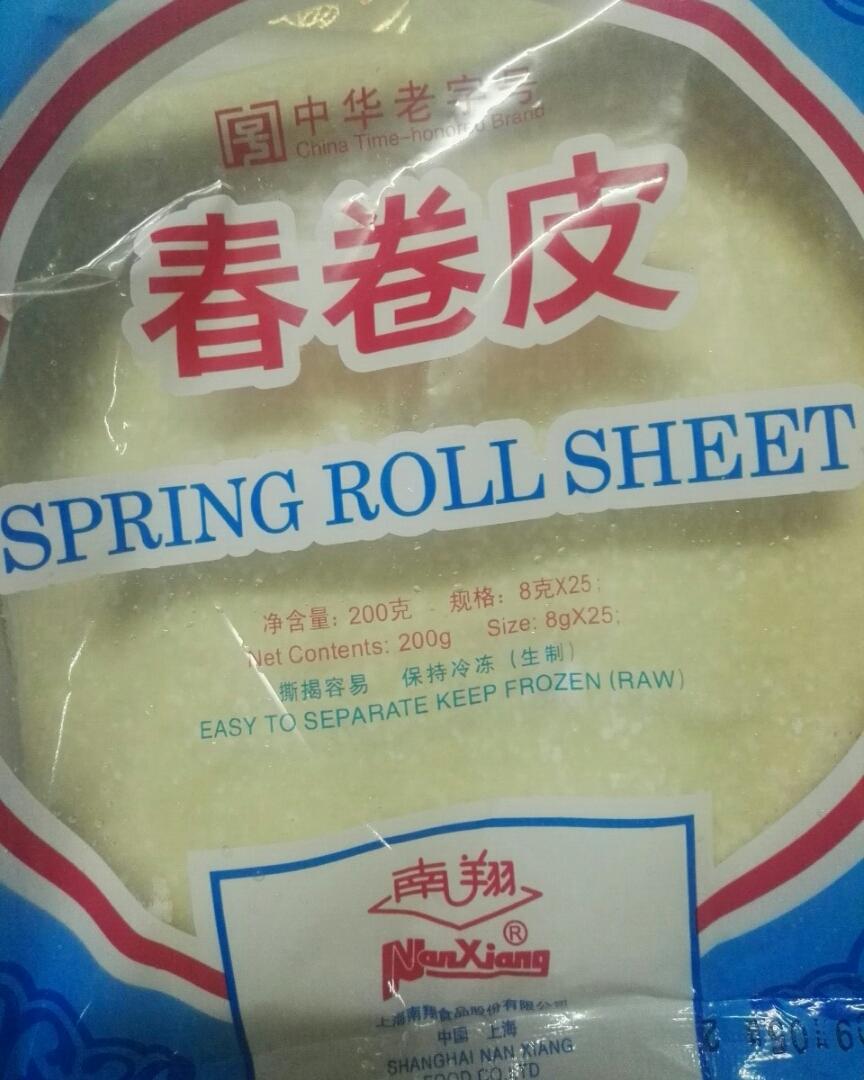 中华老字号
China Time-honored Brand
春卷皮
SPRING ROLL SHEET
净含量：200克 规格：8克X25；
Net Contents: 200g Size: 8gX25;
撕揭容易 保持冷冻（生制）
EASY TO SEPARATE KEEP FROZEN (RAW)
南翔
NanXiang®
上海南翔食品股份有限公司
中国 上海
SHANGHAI NAN XIANG
FOOD CO.,LTD